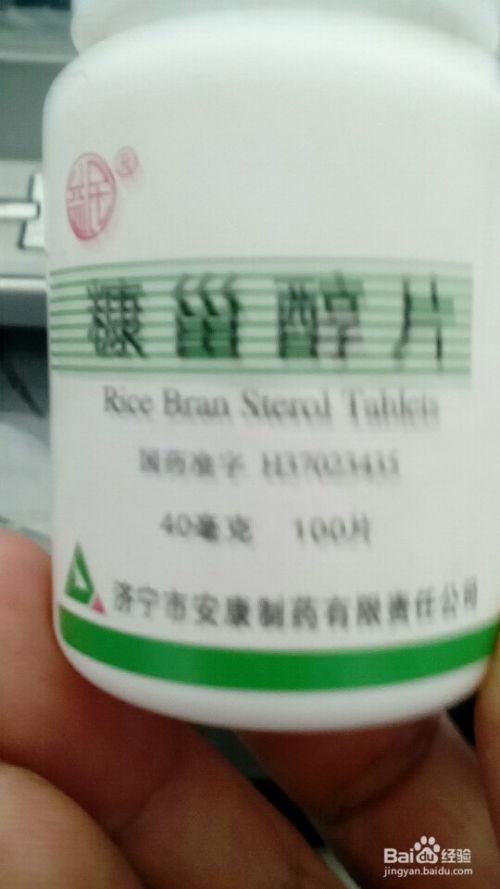 ®
糠甾醇片
Rice Bran Sterol Tablets
国药准字 H37023435
40毫克 100片
济宁市安康制药有限责任公司
Baidu经验
jingyan.baidu.com